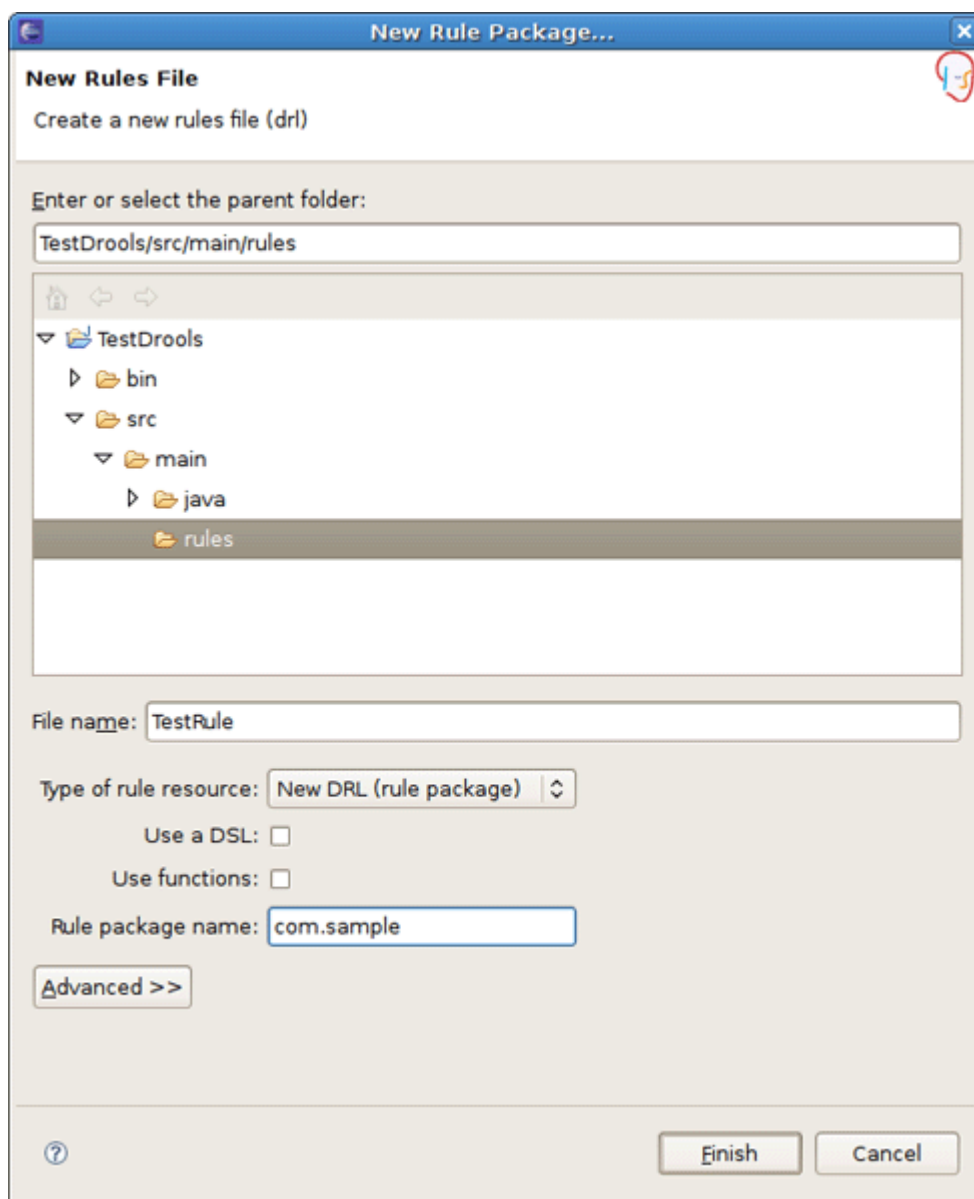 New Rule Package...
New Rules File
Create a new rules file (drl)
Enter or select the parent folder:
TestDrools/src/main/rules
TestDrools
bin
src
main
java
rules
File name: TestRule
Type of rule resource: New DRL (rule package)
Use a DSL:
Use functions:
Rule package name: com.sample
Advanced >>
Finish Cancel